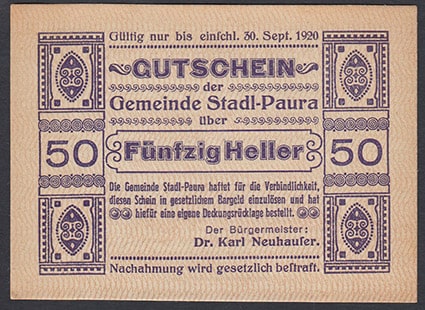 Gültig nur bis einschl. 30. Sept. 1920
GUTSCHEIN
der
Gemeinde Stadl-Paura
über
50 Fünfzig Heller 50
Die Gemeinde Stadl-Paura haftet für die Verbindlichkeit,
diesen Schein in gesetzlichem Bargeld einzulösen und hat
hiefür eine eigene Deckungsrücklage bestellt.
Der Bürgermeister:
Dr. Karl Neuhauser.
Nachahmung wird gesetzlich bestraft.